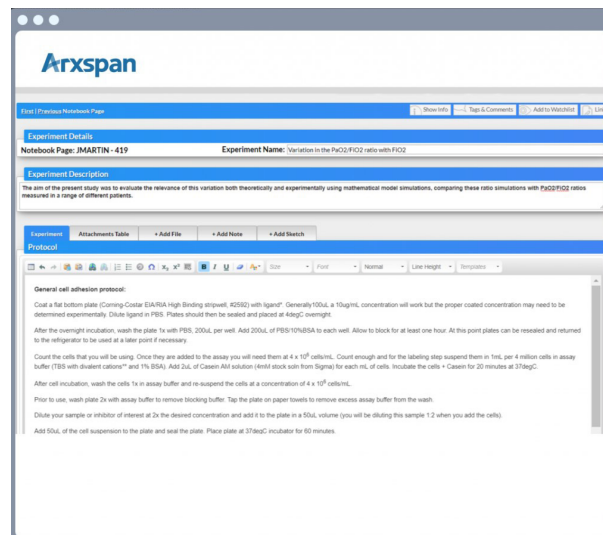 Arxspan
First | Previous Notebook Page
Show Info
Tags & Comments
Add to Watchlist
Lin
Experiment Details
Notebook Page: JMARTIN - 419
Experiment Name: Variation in the PaO2/FiO2 ratio with FiO2
Experiment Description
The aim of the present study was to evaluate the relevance of this variation both theoretically and experimentally using mathematical model simulations, comparing these ratio simulations with PaO2/FiO2 ratios
measured in a range of different patients.
Experiment
Attachments Table
+ Add File
+ Add Note
+ Add Sketch
Protocol
B I U Size Font Normal Line Height Templates
General cell adhesion protocol:
Coat a flat bottom plate (Corning-Costar EIA/RIA High Binding stripwell, #2592) with ligand*. Generally100uL a 10ug/mL concentration will work but the proper coated concentration may need to be
determined experimentally. Dilute ligand in PBS. Plates should then be sealed and placed at 4degC overnight.
After the overnight incubation, wash the plate 1x with PBS, 200uL per well. Add 200uL of PBS/10%BSA to each well. Allow to block for at least one hour. At this point plates can be resealed and returned
to the refrigerator to be used at a later point if necessary.
Count the cells that you will be using. Once they are added to the assay you will need them at 4 x 10⁶ cells/mL. Count enough and for the labeling step suspend them in 1mL per 4 million cells in assay
buffer (TBS with divalent cations** and 1% BSA). Add 2uL of Casein AM solution (4mM stock soln from Sigma) for each mL of cells. Incubate the cells + Casein for 20 minutes at 37degC.
After cell incubation, wash the cells 1x in assay buffer and re-suspend the cells at a concentration of 4 x 10⁶ cells/mL.
Prior to use, wash plate 2x with assay buffer to remove blocking buffer. Tap the plate on paper towels to remove excess assay buffer from the wash.
Dilute your sample or inhibitor of interest at 2x the desired concentration and add it to the plate in a 50uL volume (you will be diluting this sample 1:2 when you add the cells).
Add 50uL of the cell suspension to the plate and seal the plate. Place plate at 37degC incubator for 60 minutes.